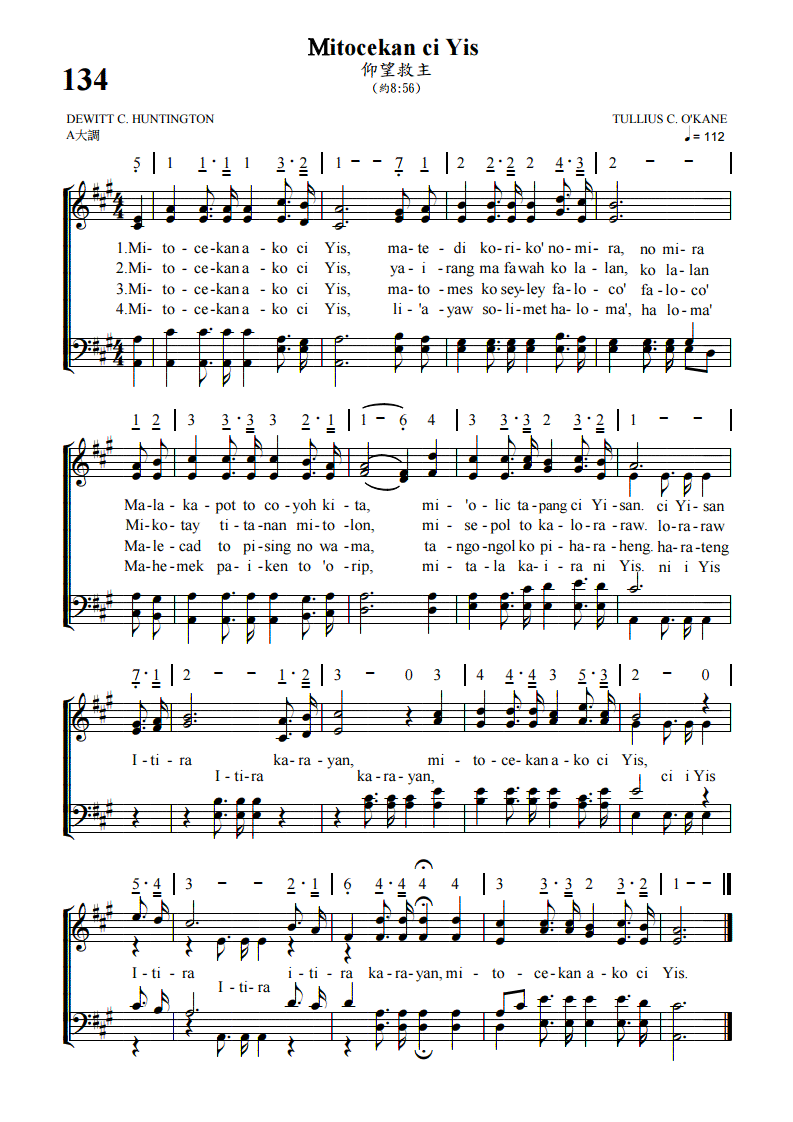 Mitocekan ci Yis
仰望救主
134
(約8:56)
DEWITT C. HUNTINGTON
TULLIUS C. O'KANE
A大調
♩ = 112
5 | 1 1 · 1 1 3 · 2 | 1 – – 7 · 1 | 2 2 · 2 2 4 · 3 | 2 – – |
1.Mi- to - ce-kan a - ko ci Yis, ma- te- di ko-ri-ko' no-mi-ra, no mi ra
2.Mi- to - ce-kan a - ko ci Yis, ya - i - rang ma fa wah ko la - lan, ko la - lan
3.Mi- to - ce-kan a - ko ci Yis, ma- to-mes ko sey-ley fa-lo-co' fa - lo - co'
4.Mi- to - ce-kan a - ko ci Yis, li - 'a - yaw so-li-met ha-lo-ma', ha lo-ma'
1 2 | 3 3 · 3 3 2 · 1 | 1 – 6 4 | 3 3 · 3 2 3 · 2 | 1 – – |
Ma-la - ka-pot to co-yoh ki-ta, mi - 'o-lic ta-pang ci Yi-san. ci Yi-san
Mi-ko-tay ti-ta-nan mi-to-lon, mi - se-pol to ka-lo-ra-raw. lo-ra-raw
Ma-le-cad to pi-sing no wa-ma, ta - ngo-ngol ko pi-ha-ra-heng. ha-ra-teng
Ma-he-mek pa-i-ken to 'o-rip, mi - ta-la ka-i-ra ni Yis. ni i Yis
7 · 1 | 2 – – 1 · 2 | 3 – 0 3 | 4 4 · 4 3 5 · 3 | 2 – 0 |
I - ti - ra ka - ra - yan, mi - to - ce-kan a-ko ci Yis,
I - ti-ra ka - ra-yan, ci i Yis
5 · 4 | 3 – – 2 · 1 | 6 4 · 4 4 4 | 3 3 · 3 2 3 · 2 | 1 – – ||
I - ti - ra i - ti - ra ka-ra-yan, mi - to - ce-kan a-ko ci Yis.
I - ti-ra